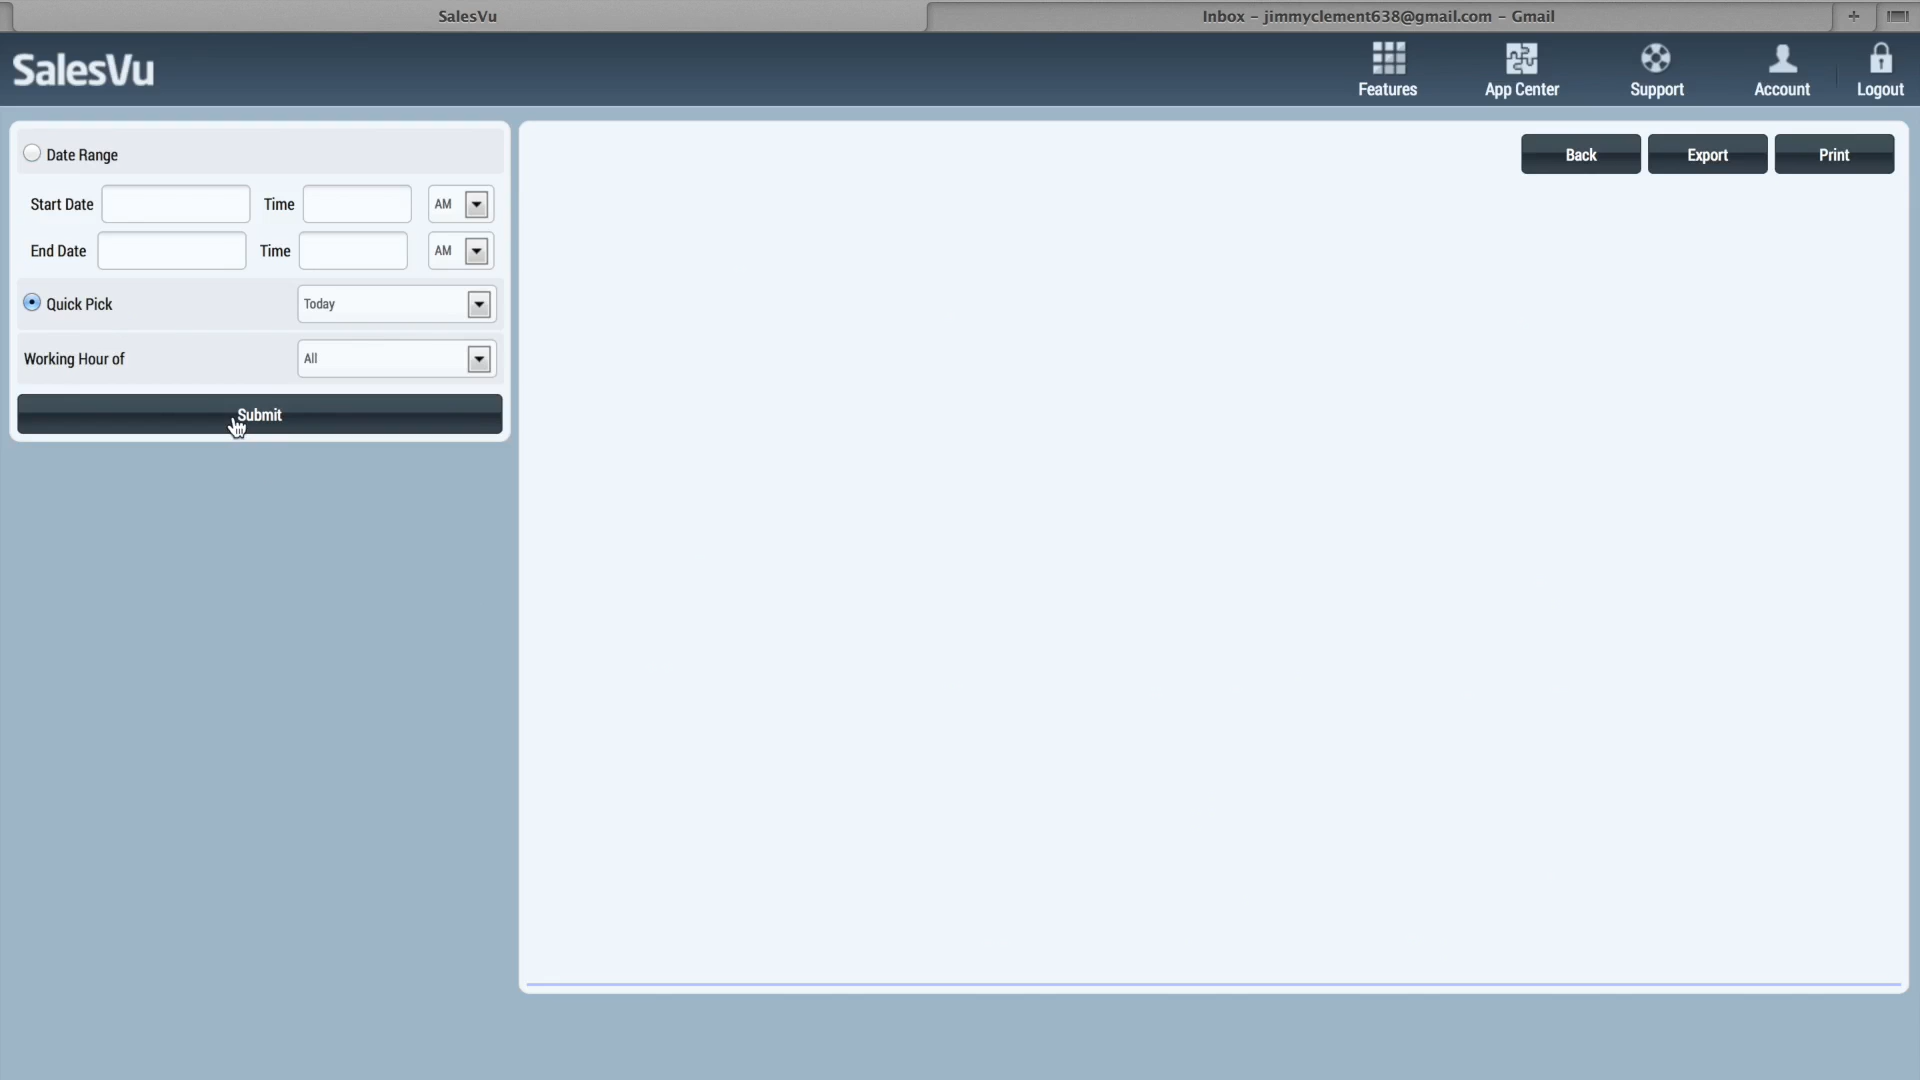 SalesVu
Inbox – jimmyclement638@gmail.com – Gmail
SalesVu
Features
App Center
Support
Account
Logout
Date Range
Start Date
Time
AM
End Date
Time
AM
Quick Pick
Today
Working Hour of
All
Submit
Back
Export
Print